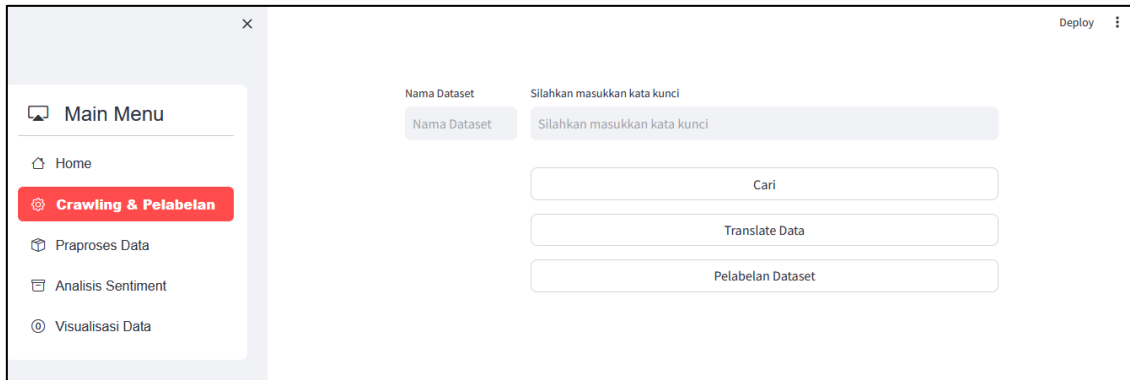 Deploy
Main Menu
Home
Crawling & Pelabelan
Praproses Data
Analisis Sentiment
Visualisasi Data
Nama Dataset
Silahkan masukkan kata kunci
Nama Dataset
Silahkan masukkan kata kunci
Cari
Translate Data
Pelabelan Dataset